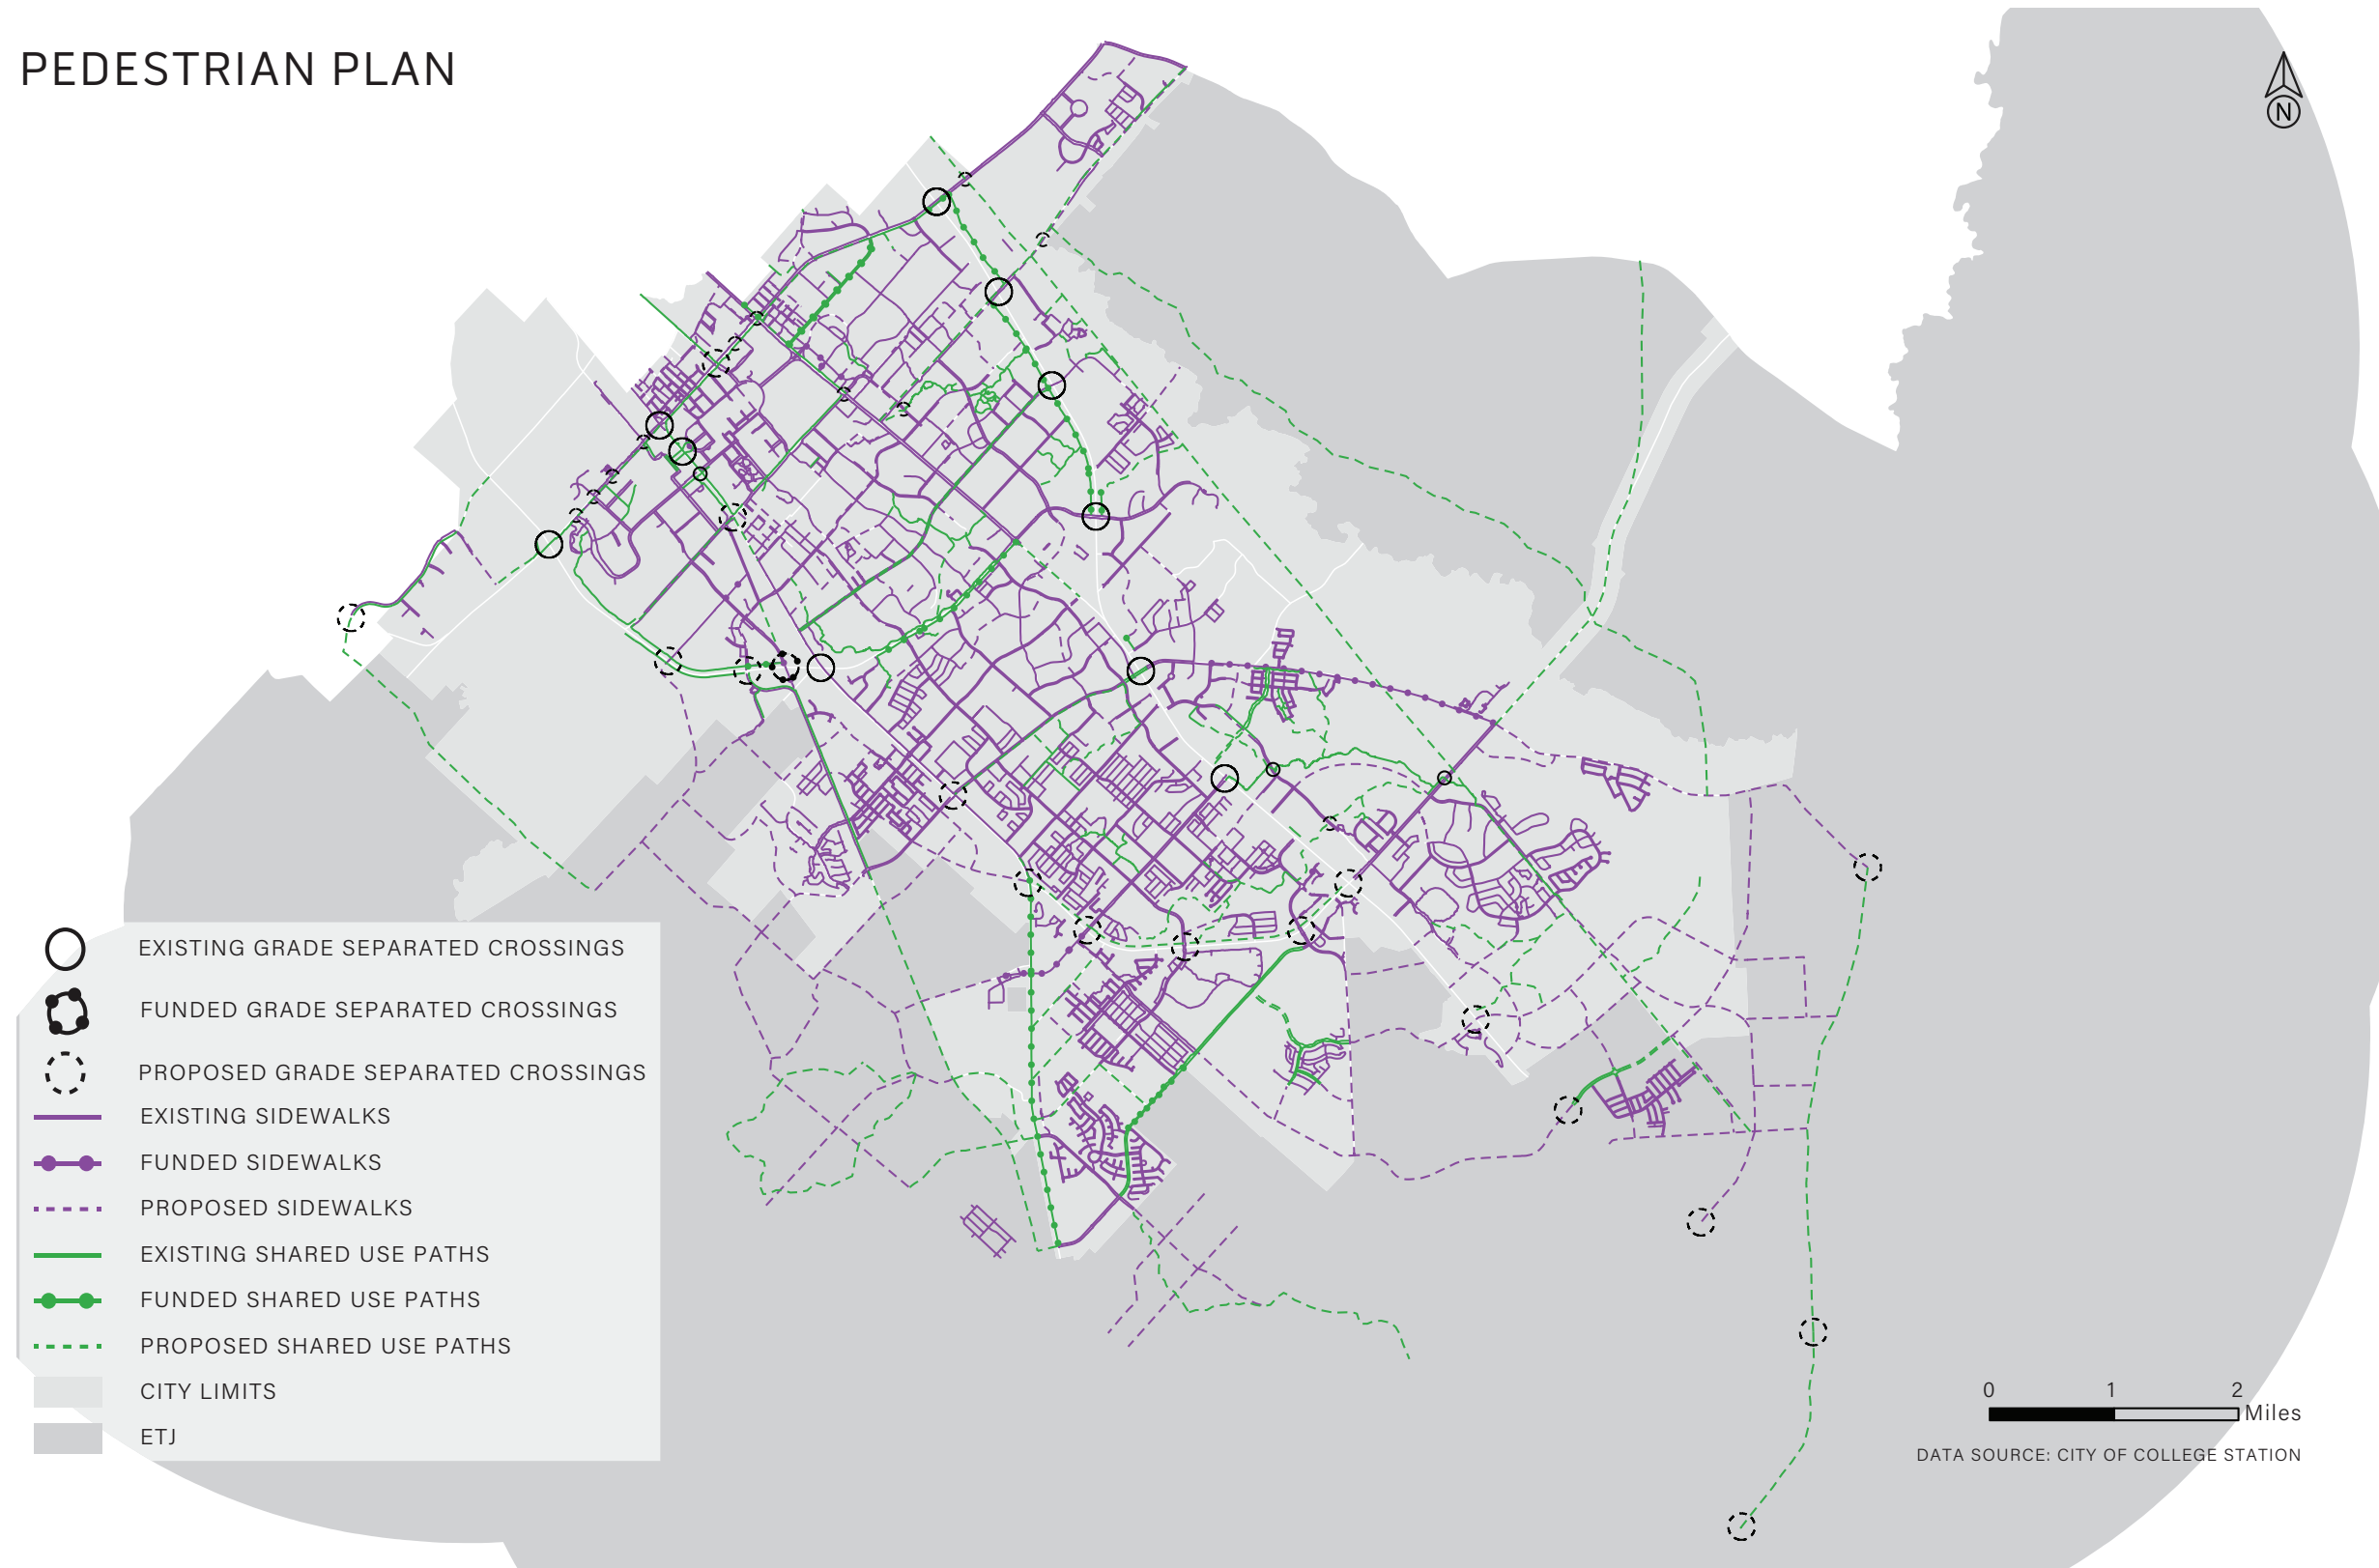 PEDESTRIAN PLAN
N
EXISTING GRADE SEPARATED CROSSINGS
FUNDED GRADE SEPARATED CROSSINGS
PROPOSED GRADE SEPARATED CROSSINGS
EXISTING SIDEWALKS
FUNDED SIDEWALKS
PROPOSED SIDEWALKS
EXISTING SHARED USE PATHS
FUNDED SHARED USE PATHS
PROPOSED SHARED USE PATHS
CITY LIMITS
ETJ
0 1 2
Miles
DATA SOURCE: CITY OF COLLEGE STATION